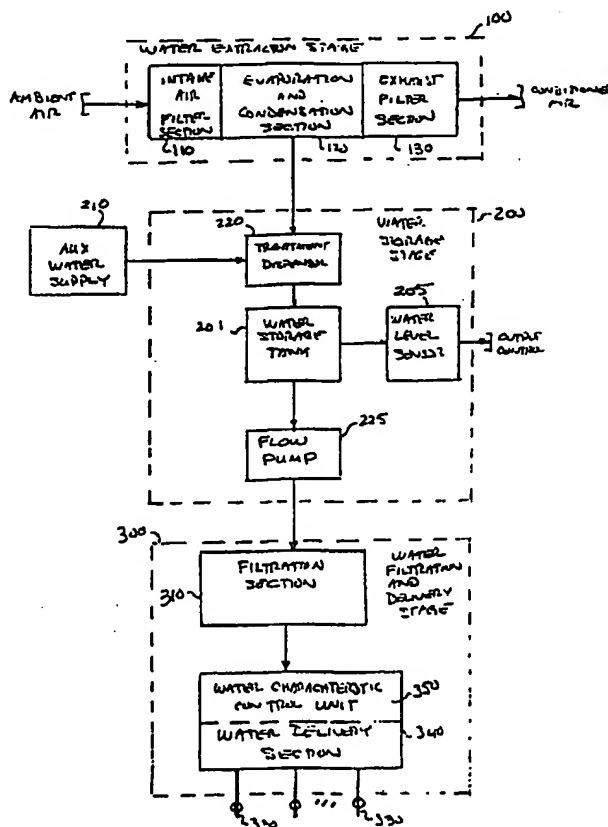 100
WATER EXTRACTION STAGE
AMBIENT
AIR
INTAKE
AIR
FILTER
SECTION
110
EVAPORATION
AND
CONDENSATION
SECTION
120
EXHAUST
FILTER
SECTION
130
CONDITIONED
AIR
210
AUX
WATER
SUPPLY
220
TREATMENT
DISPENSER
WATER
STORAGE
STAGE
200
201
WATER
STORAGE
TANK
205
WATER
LEVEL
SENSOR
OUTPUT
CONTROL
FLOW
PUMP
225
300
FILTRATION
SECTION
310
WATER
FILTRATION
AND
DELIVERY
STAGE
WATER CHARACTERISTIC
CONTROL UNIT
350
WATER DELIVERY
SECTION
340
330
330